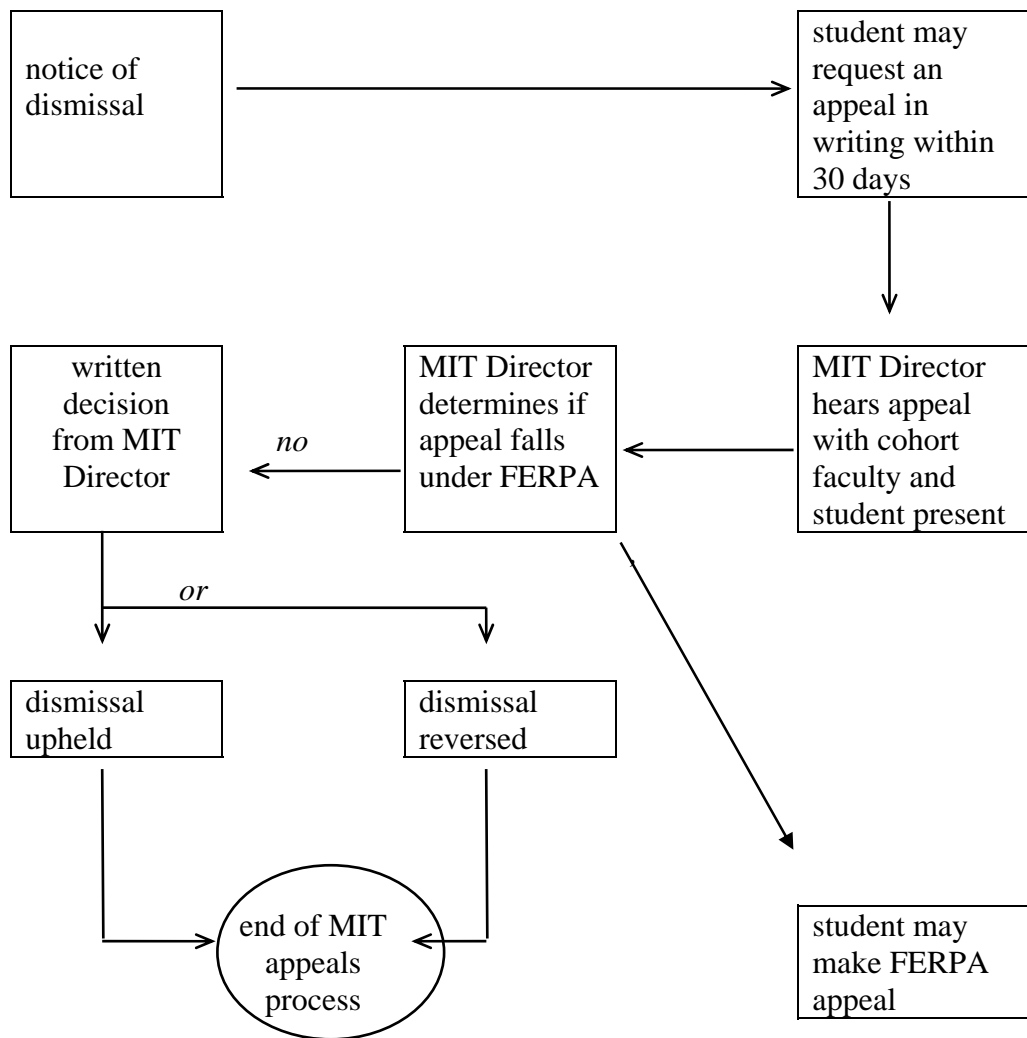 notice of
dismissal
student may
request an
appeal in
writing within
30 days
written
decision
from MIT
Director
no
MIT Director
determines if
appeal falls
under FERPA
MIT Director
hears appeal
with cohort
faculty and
student present
or
dismissal
upheld
dismissal
reversed
end of MIT
appeals
process
student may
make FERPA
appeal